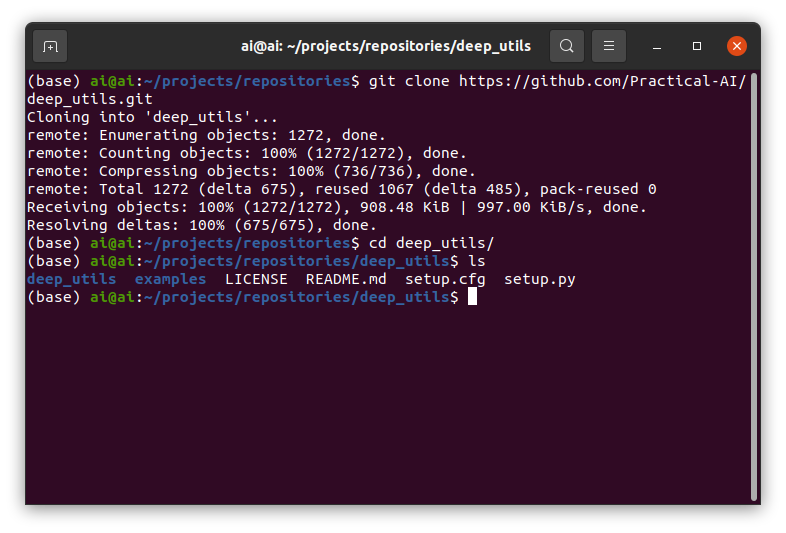 ai@ai: ~/projects/repositories/deep_utils
(base) ai@ai:~/projects/repositories$ git clone https://github.com/Practical-AI/
deep_utils.git
Cloning into 'deep_utils'...
remote: Enumerating objects: 1272, done.
remote: Counting objects: 100% (1272/1272), done.
remote: Compressing objects: 100% (736/736), done.
remote: Total 1272 (delta 675), reused 1067 (delta 485), pack-reused 0
Receiving objects: 100% (1272/1272), 908.48 KiB | 997.00 KiB/s, done.
Resolving deltas: 100% (675/675), done.
(base) ai@ai:~/projects/repositories$ cd deep_utils/
(base) ai@ai:~/projects/repositories/deep_utils$ ls
deep_utils  examples  LICENSE  README.md  setup.cfg  setup.py
(base) ai@ai:~/projects/repositories/deep_utils$